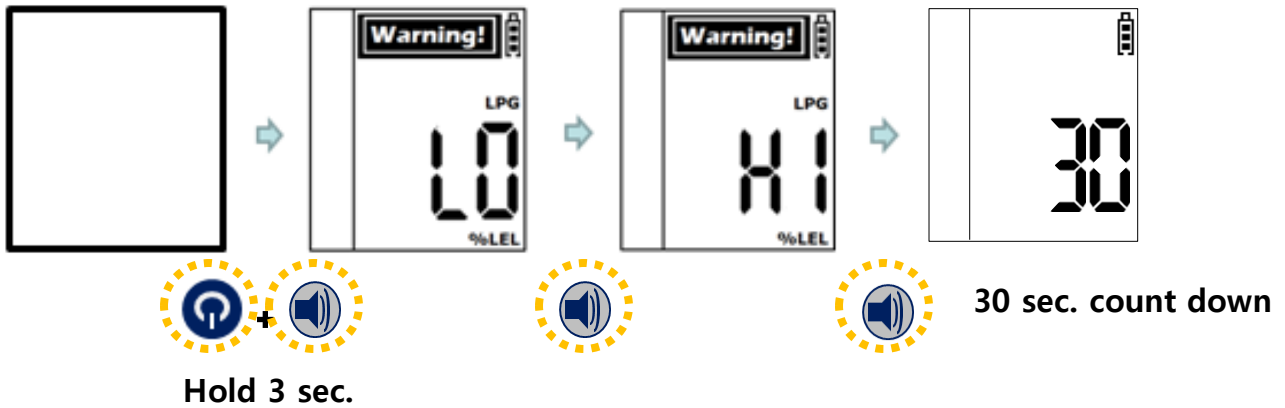 Warning!
LPG
LO
%LEL
Warning!
LPG
HI
%LEL
30
+
Hold 3 sec.
30 sec. count down